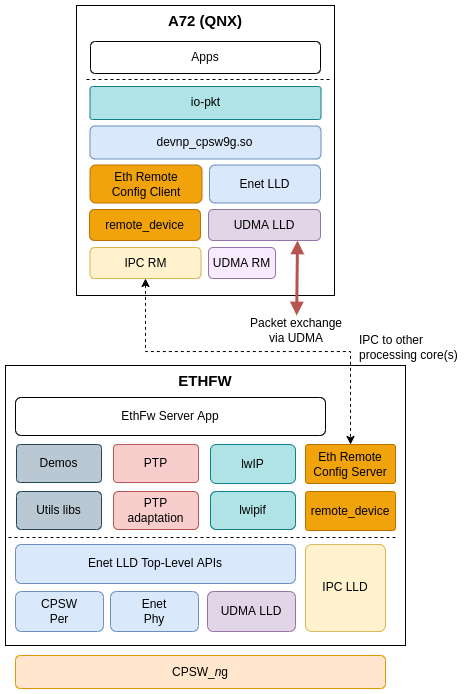 A72 (QNX)
Apps
io-pkt
devnp_cpsw9g.so
Eth Remote
Config Client
Enet LLD
remote_device
UDMA LLD
IPC RM
UDMA RM
Packet exchange
via UDMA
IPC to other
processing core(s)
ETHFW
EthFw Server App
Demos
PTP
lwIP
Eth Remote
Config Server
Utils libs
PTP
adaptation
lwipif
remote_device
Enet LLD Top-Level APIs
IPC LLD
CPSW
Per
Enet
Phy
UDMA LLD
CPSW_ng